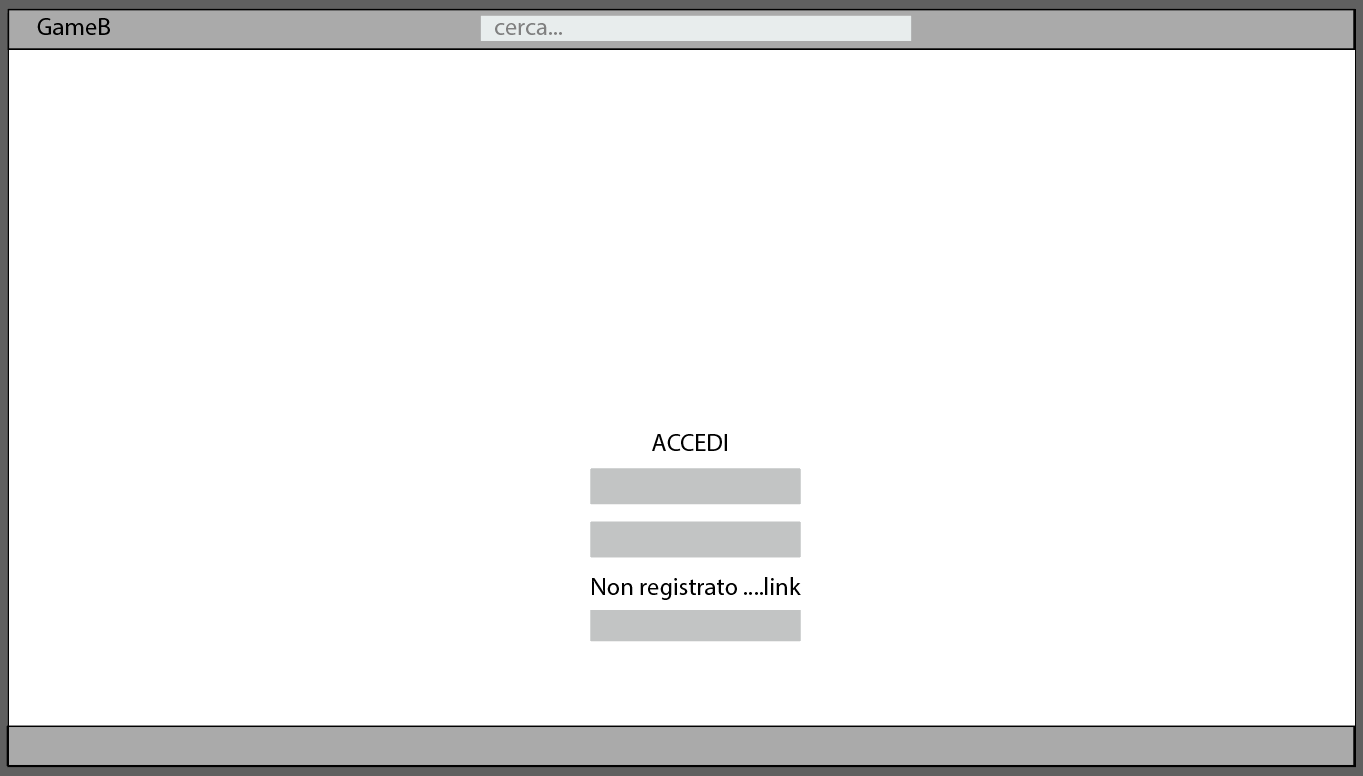 GameB
cerca...
ACCEDI
Non registrato ....link